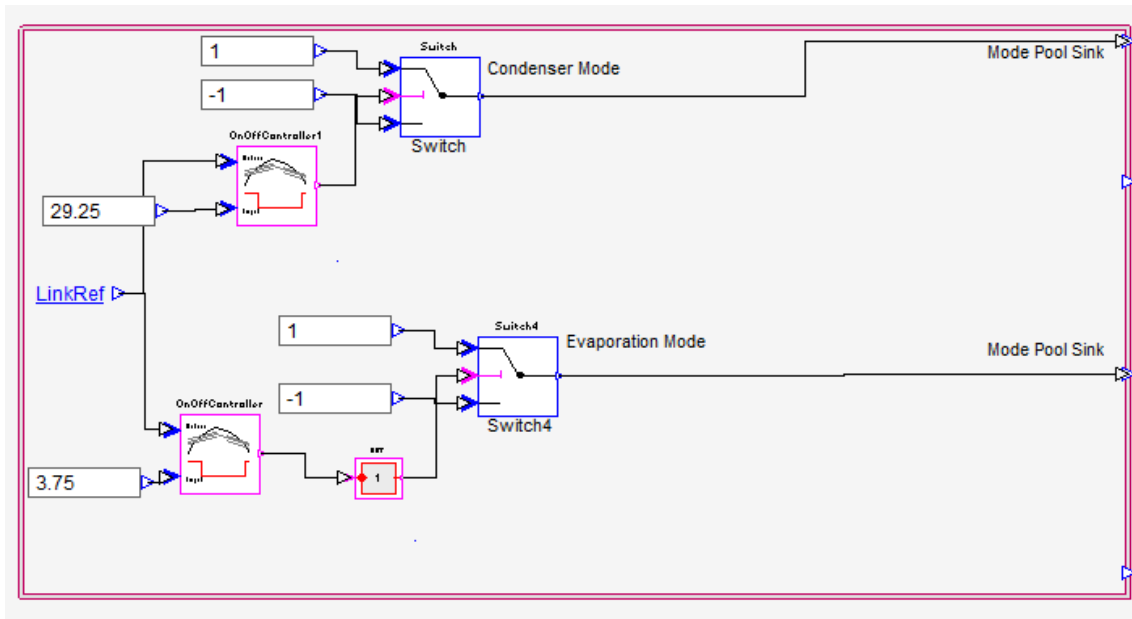 Switch
1
Condenser Mode
Mode Pool Sink
-1
Switch
OnOffController1
29.25
LinkRef
Switch4
1
Evaporation Mode
Mode Pool Sink
-1
Switch4
OnOffController
1
3.75